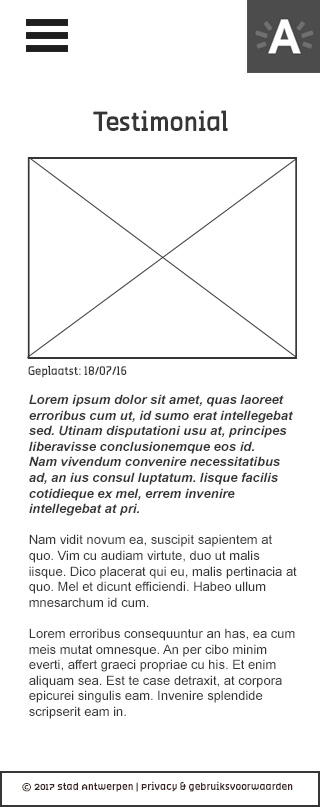 A
Testimonial
Geplaatst: 18/07/16
Lorem ipsum dolor sit amet, quas laoreet
erroribus cum ut, id sumo erat intellegebat
sed. Utinam disputationi usu at, principes
liberavisse conclusionemque eos id.
Nam vivendum convenire necessitatibus
ad, an ius consul luptatum. Iisque facilis
cotidieque ex mel, errem invenire
intellegebat at pri.
Nam vidit novum ea, suscipit sapientem at
quo. Vim cu audiam virtute, duo ut malis
iisque. Dico placerat qui eu, malis pertinacia at
quo. Mel et dicunt efficiendi. Habeo ullum
mnesarchum id cum.
Lorem erroribus consequuntur an has, ea cum
meis mutat omnesque. An per cibo minim
everti, affert graeci propriae cu his. Et enim
aliquam sea. Est te case detraxit, at corpora
epicurei singulis eam. Invenire splendide
scripserit eam in.
© 2017 Stad Antwerpen | Privacy & gebruiksvoorwaarden